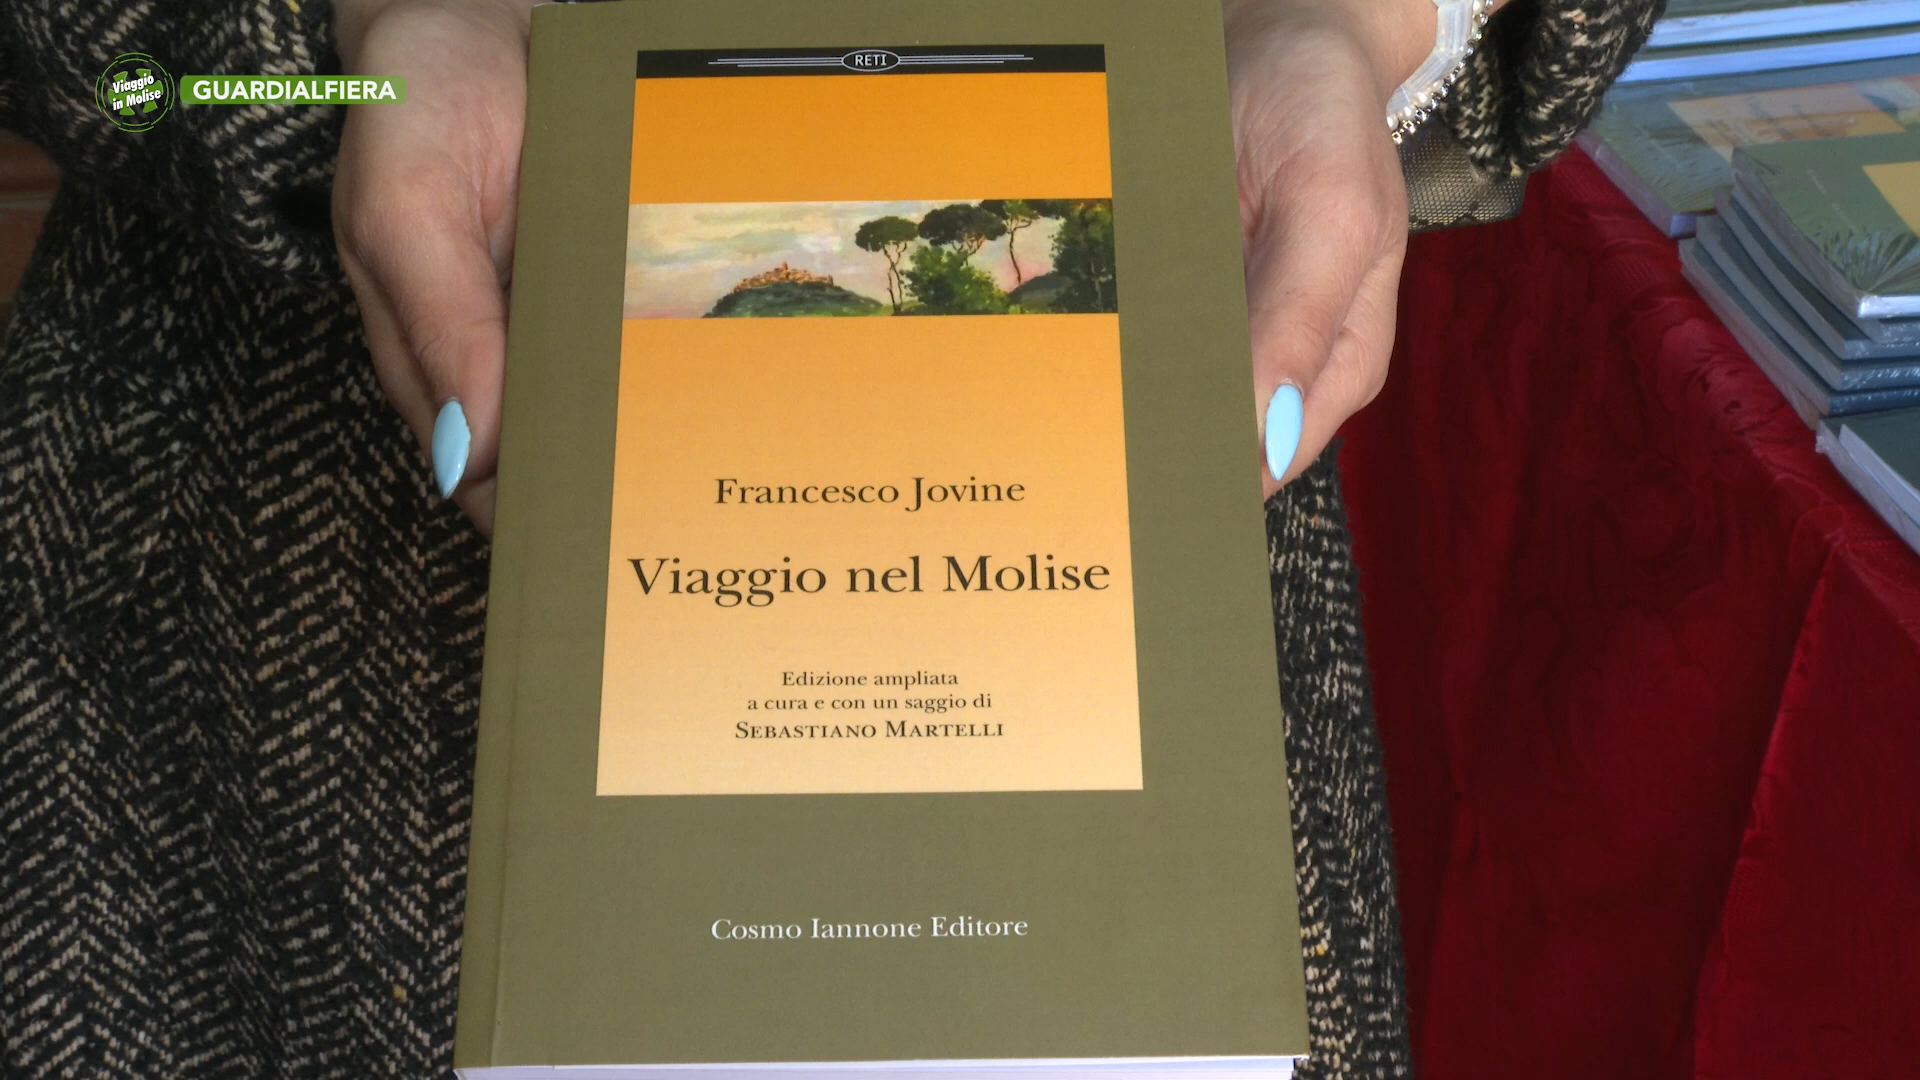 Viaggio
in Molise
GUARDIALFIERA
RETI
Francesco Jovine
Viaggio nel Molise
Edizione ampliata
a cura e con un saggio di
SEBASTIANO MARTELLI
Cosmo Iannone Editore